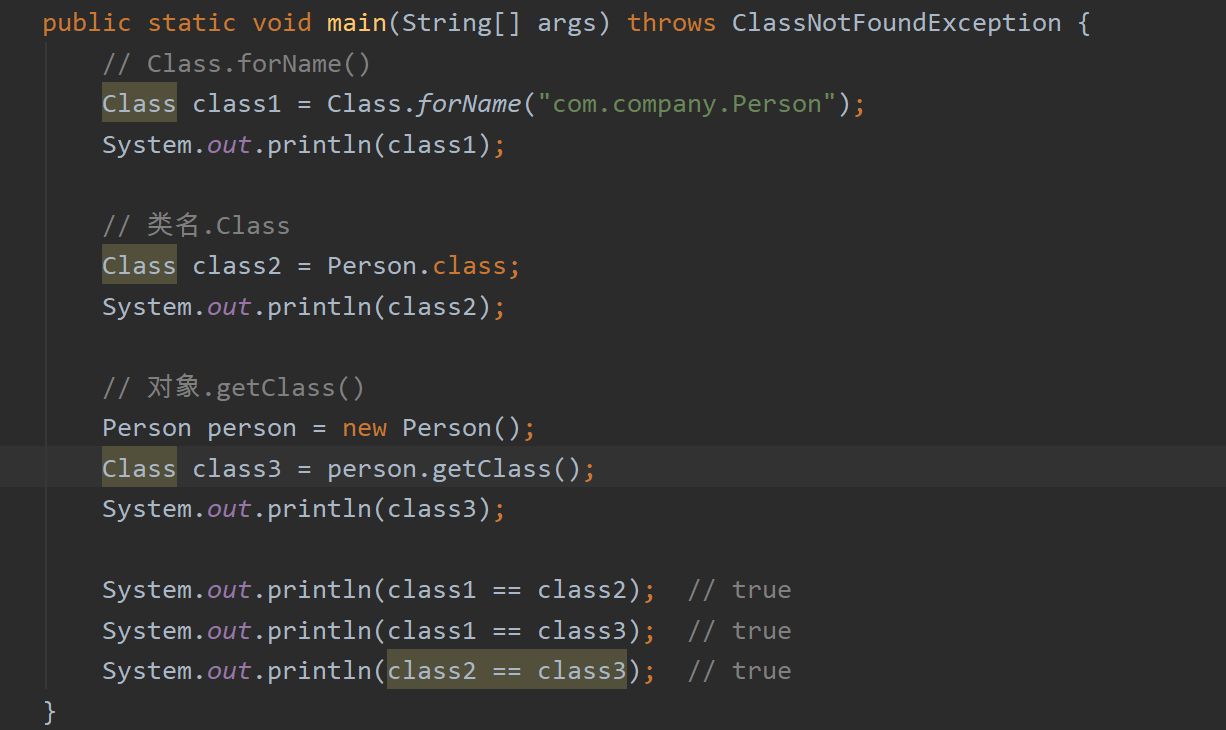 public static void main(String[] args) throws ClassNotFoundException {
// Class.forName()
Class class1 = Class.forName("com.company.Person");
System.out.println(class1);
// 类名.Class
Class class2 = Person.class;
System.out.println(class2);
// 对象.getClass()
Person person = new Person();
Class class3 = person.getClass();
System.out.println(class3);
System.out.println(class1 == class2);  // true
System.out.println(class1 == class3);  // true
System.out.println(class2 == class3);  // true
}